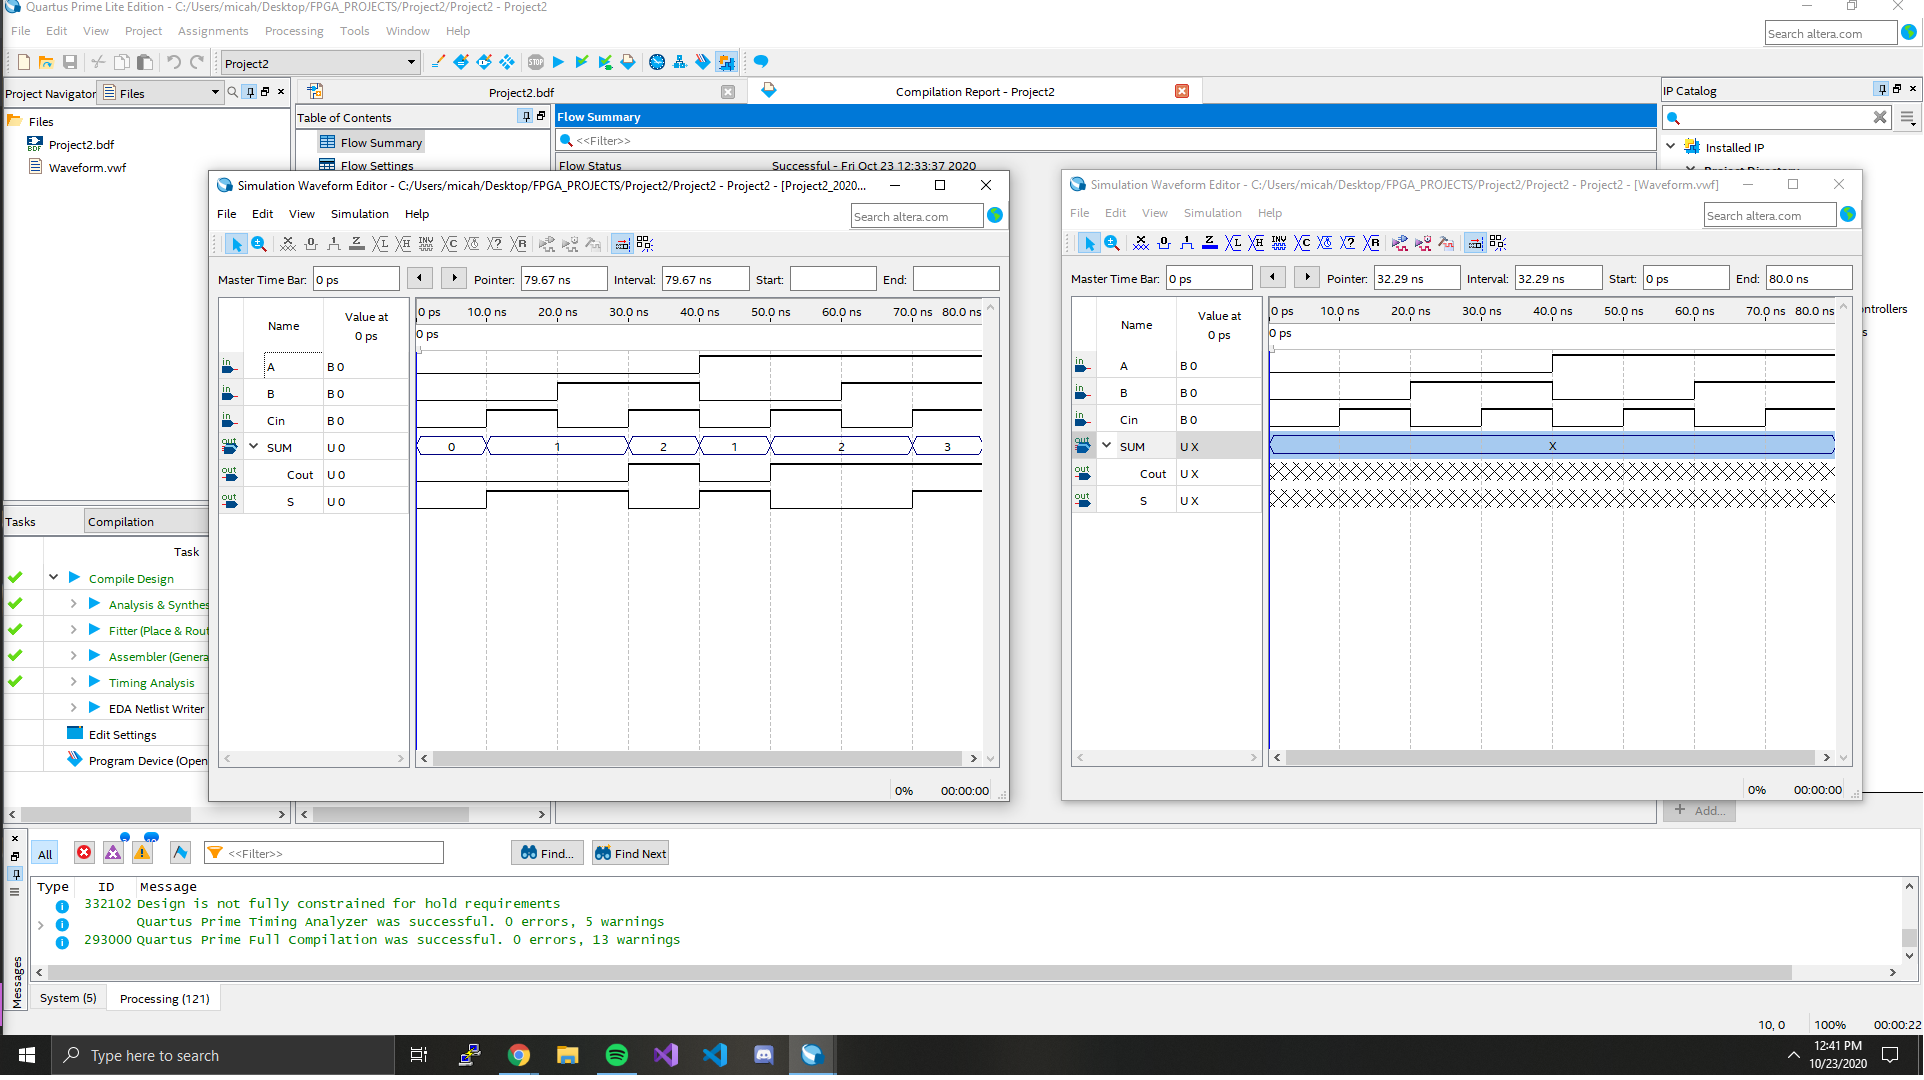 Quartus Prime Lite Edition - C:/Users/micah/Desktop/FPGA_PROJECTS/Project2/Project2 - Project2
File Edit View Project Assignments Processing Tools Window Help
Search altera.com
Project2
STOP
Project Navigator Files
Project2.bdf
Compilation Report - Project2
IP Catalog
Files
Project2.bdf
Waveform.vwf
Table of Contents
Flow Summary
Flow Settings
Flow Summary
<<Filter>>
Flow Status Successful - Fri Oct 23 12:33:37 2020
Installed IP
Project Directory
Simulation Waveform Editor - C:/Users/micah/Desktop/FPGA_PROJECTS/Project2/Project2 - Project2 - [Project2_2020...
File Edit View Simulation Help
Search altera.com
Master Time Bar: 0 ps Pointer: 79.67 ns Interval: 79.67 ns Start: End:
Name Value at 0 ps
0 ps 10.0 ns 20.0 ns 30.0 ns 40.0 ns 50.0 ns 60.0 ns 70.0 ns 80.0 ns
0 ps
in A B 0
in B B 0
in Cin B 0
out SUM U 0 0 1 2 1 2 3
out Cout U 0
out S U 0
0% 00:00:00
Simulation Waveform Editor - C:/Users/micah/Desktop/FPGA_PROJECTS/Project2/Project2 - Project2 - [Waveform.vwf]
File Edit View Simulation Help
Search altera.com
Master Time Bar: 0 ps Pointer: 32.29 ns Interval: 32.29 ns Start: 0 ps End: 80.0 ns
Name Value at 0 ps
0 ps 10.0 ns 20.0 ns 30.0 ns 40.0 ns 50.0 ns 60.0 ns 70.0 ns 80.0 ns
0 ps
in A B 0
in B B 0
in Cin B 0
out SUM U X X
out Cout U X
out S U X
0% 00:00:00
ontrollers
s
Add...
Tasks Compilation
Task
Compile Design
Analysis & Synthes
Fitter (Place & Rout
Assembler (Genera
Timing Analysis
EDA Netlist Writer
Edit Settings
Program Device (Open
All <<Filter>> Find... Find Next
Type ID Message
332102 Design is not fully constrained for hold requirements
Quartus Prime Timing Analyzer was successful. 0 errors, 5 warnings
293000 Quartus Prime Full Compilation was successful. 0 errors, 13 warnings
Messages
System (5) Processing (121)
10, 0 100% 00:00:22
Type here to search
12:41 PM
10/23/2020